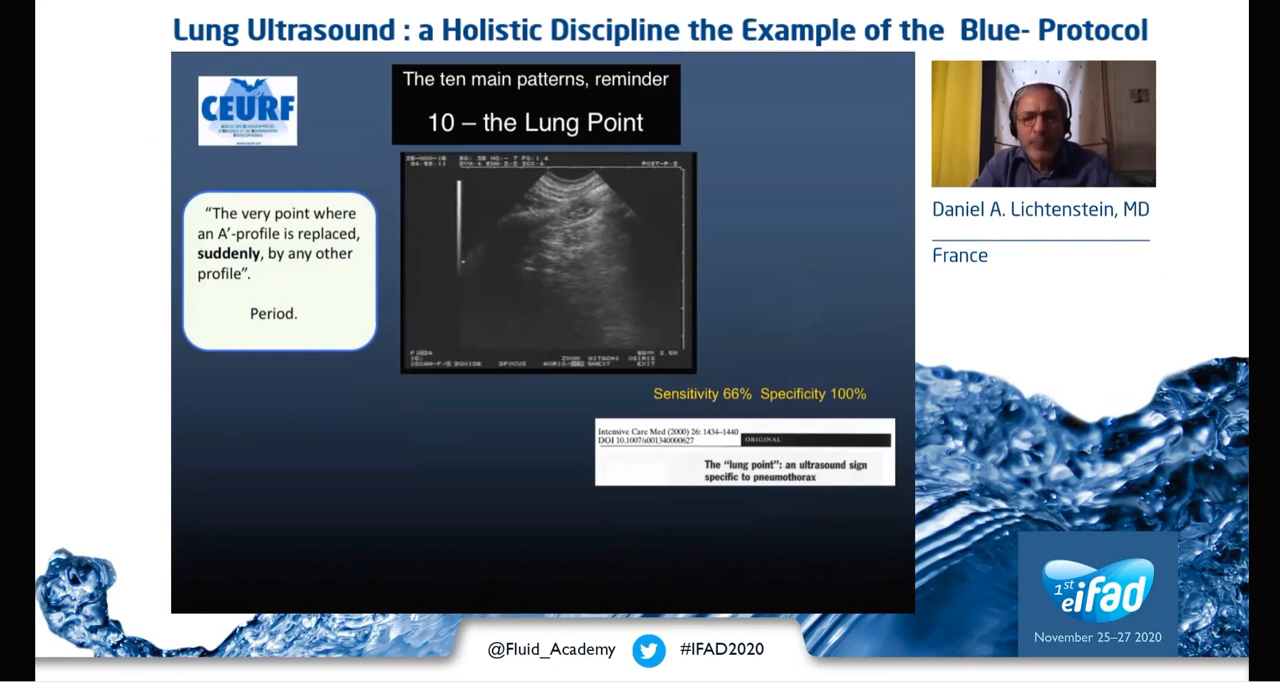 Lung Ultrasound : a Holistic Discipline the Example of the Blue- Protocol
CEURF
The ten main patterns, reminder
10 – the Lung Point
“The very point where
an A’-profile is replaced,
suddenly, by any other
profile”.
Period.
Sensitivity 66% Specificity 100%
Intensive Care Med (2000) 26: 1434–1440
DOI 10.1007/s001340000627
ORIGINAL
The “lung point”: an ultrasound sign
specific to pneumothorax
Daniel A. Lichtenstein, MD
France
1st
eifad
November 25–27 2020
@Fluid_Academy
#IFAD2020